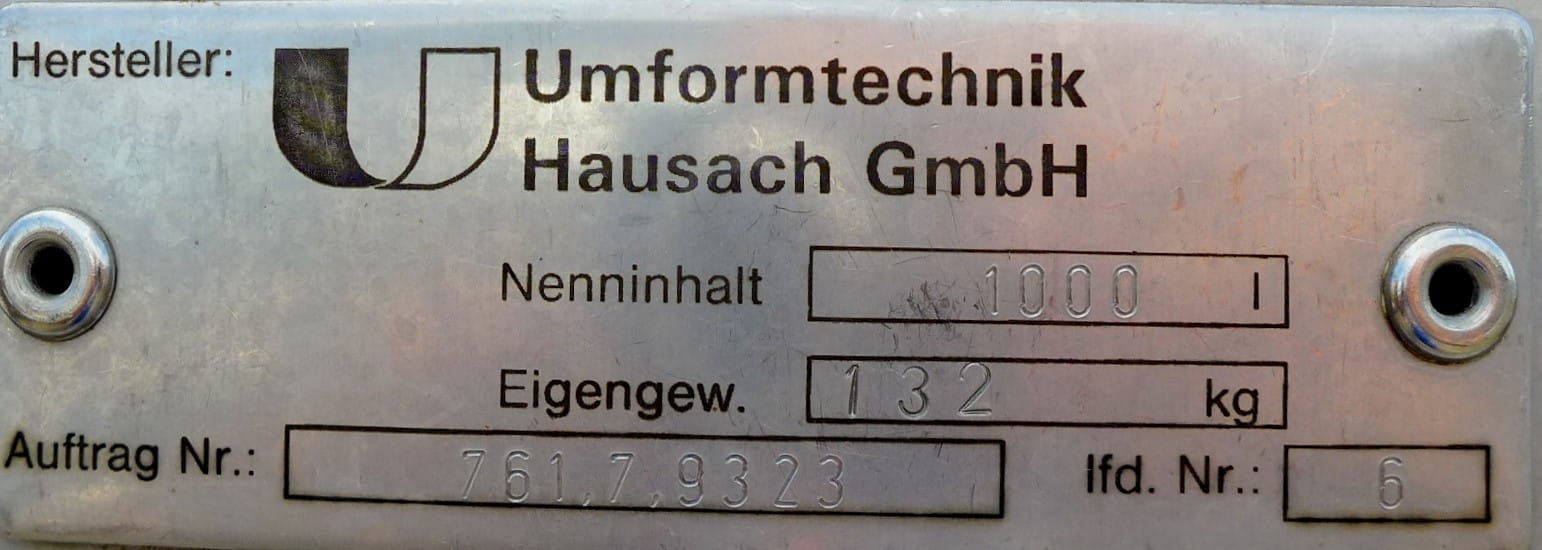 Hersteller: Umformtechnik
Hausach GmbH
Nenninhalt 1000 l
Eigengew. 132 kg
Auftrag Nr.: 761,7,9323 lfd. Nr.: 6